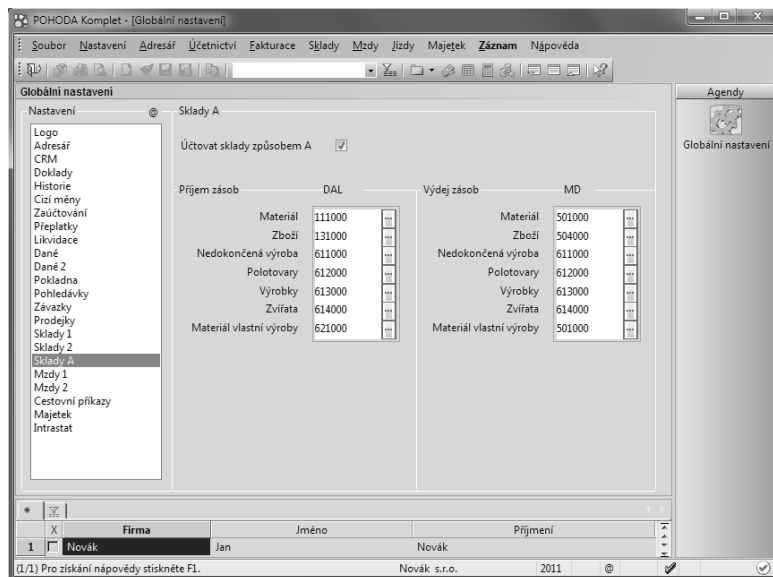 POHODA Komplet - [Globální nastavení]
Soubor Nastavení Adresář Účetnictví Fakturace Sklady Mzdy Jízdy Majetek Záznam Nápověda
Globální nastavení
Agendy
Nastavení @
Sklady A
Globální nastavení
Logo
Adresář
CRM
Doklady
Historie
Cizí měny
Zaúčtování
Přeplatky
Likvidace
Daně
Daně 2
Pokladna
Pohledávky
Závazky
Prodejky
Sklady 1
Sklady 2
Sklady A
Mzdy 1
Mzdy 2
Cestovní příkazy
Majetek
Intrastat
Účtovat sklady způsobem A
Příjem zásob DAL
Materiál 111000
Zboží 131000
Nedokončená výroba 611000
Polotovary 612000
Výrobky 613000
Zvířata 614000
Materiál vlastní výroby 621000
Výdej zásob MD
Materiál 501000
Zboží 504000
Nedokončená výroba 611000
Polotovary 612000
Výrobky 613000
Zvířata 614000
Materiál vlastní výroby 501000
*
X Firma Jméno Příjmení
1 Novák Jan Novák
(1/1) Pro získání nápovědy stiskněte F1. Novák s.r.o. 2011 @